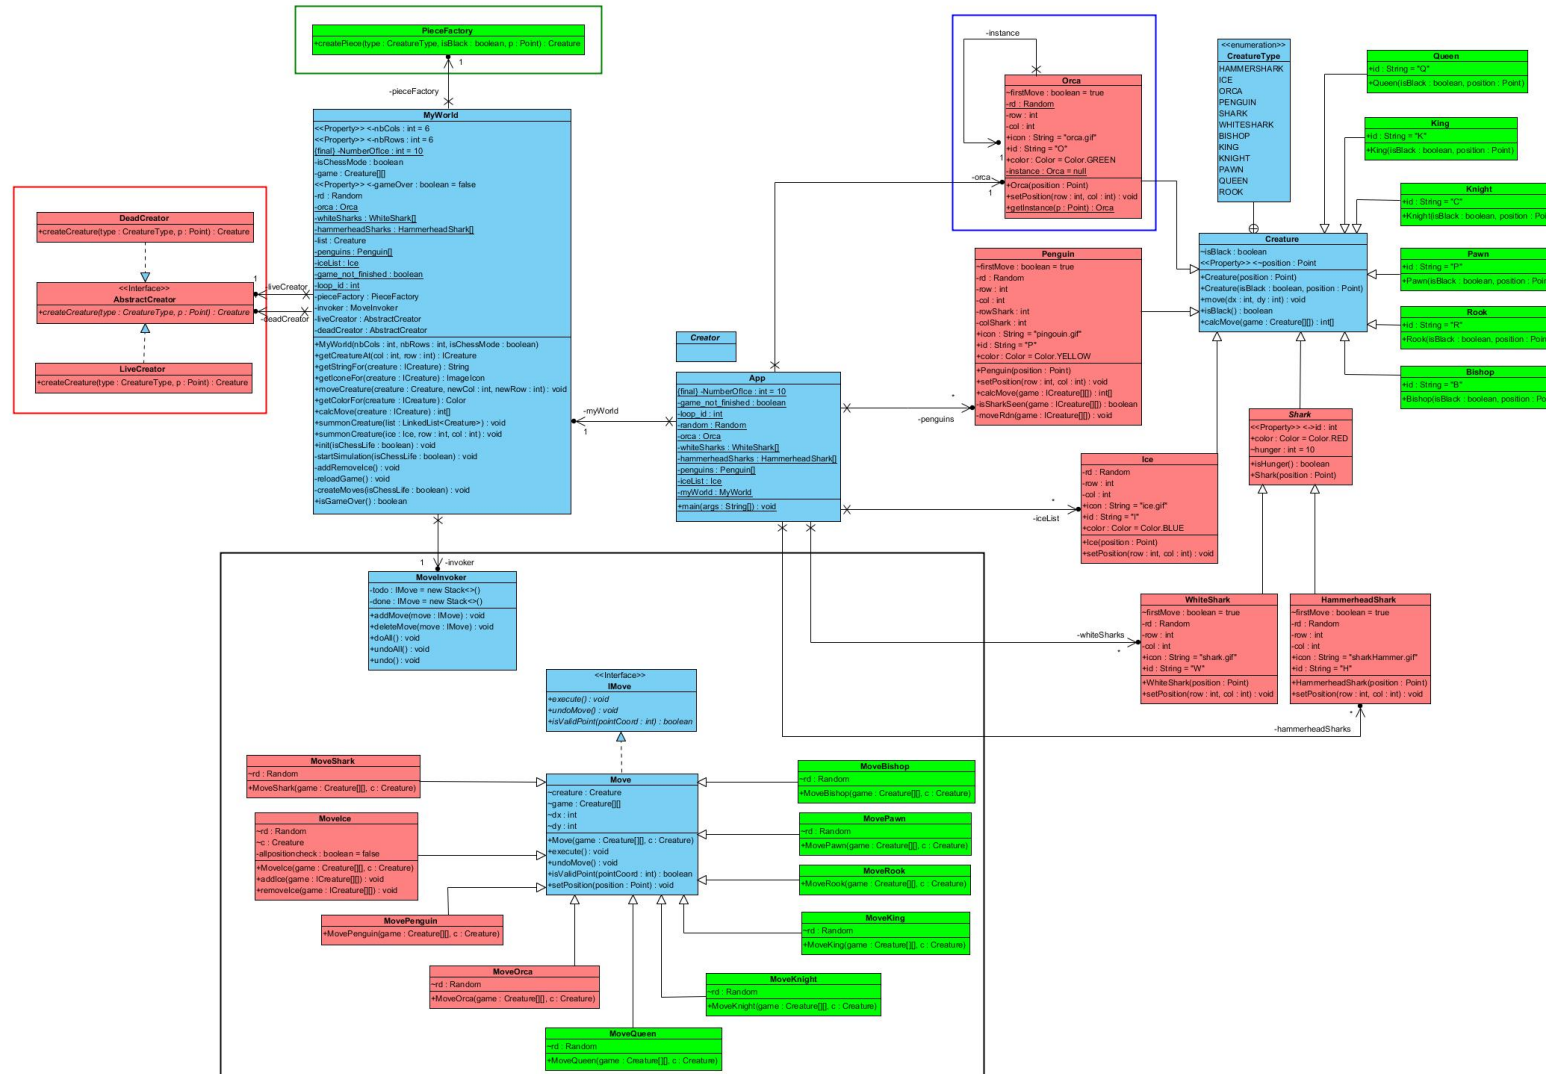 PieceFactory
+createPiece(type : CreatureType, isBlack : boolean, p : Point) : Creature
1
-pieceFactory
MyWorld
<<Property>> <-nbCols : int = 6
<<Property>> <-nbRows : int = 6
{final} -NumberOfIce : int = 10
-isChessMode : boolean
-game : Creature[][]
<<Property>> <-gameOver : boolean = false
-rd : Random
-orca : Orca
-whiteSharks : WhiteShark[]
-hammerheadSharks : HammerheadShark[]
-list : Creature
-penguins : Penguin[]
-iceList : Ice
-game_not_finished : boolean
-loop_id : int
-pieceFactory : PieceFactory
-invoker : MoveInvoker
-liveCreator : AbstractCreator
-deadCreator : AbstractCreator
+MyWorld(nbCols : int, nbRows : int, isChessMode : boolean)
+getCreatureAt(col : int, row : int) : ICreature
+getStringFor(creature : ICreature) : String
+getIconeFor(creature : ICreature) : ImageIcon
+moveCreature(creature : Creature, newCol : int, newRow : int) : void
+getColorFor(creature : ICreature) : Color
+calcMove(creature : ICreature) : int[]
+summonCreature(list : LinkedList<Creature>) : void
+summonCreature(ice : Ice, row : int, col : int) : void
+init(isChessLife : boolean) : void
-startSimulation(isChessLife : boolean) : void
-addRemoveIce() : void
-reloadGame() : void
-createMoves(isChessLife : boolean) : void
+isGameOver() : boolean
DeadCreator
+createCreature(type : CreatureType, p : Point) : Creature
<<Interface>>
AbstractCreator
+createCreature(type : CreatureType, p : Point) : Creature
LiveCreator
+createCreature(type : CreatureType, p : Point) : Creature
1
-liveCreator
1
-deadCreator
Creator
App
{final} -NumberOfIce : int = 10
-game_not_finished : boolean
-loop_id : int
-random : Random
-orca : Orca
-whiteSharks : WhiteShark[]
-hammerheadSharks : HammerheadShark[]
-penguins : Penguin[]
-iceList : Ice
-myWorld : MyWorld
+main(args : String[]) : void
-myWorld
1
-instance
1
Orca
~firstMove : boolean = true
-rd : Random
-row : int
-col : int
+icon : String = "orca.gif"
+id : String = "O"
+color : Color = Color.GREEN
-instance : Orca = null
+Orca(position : Point)
+setPosition(row : int, col : int) : void
+getInstance(p : Point) : Orca
-orca
1
Penguin
~firstMove : boolean = true
-rd : Random
-row : int
-col : int
-rowShark : int
-colShark : int
+icon : String = "pingouin.gif"
+id : String = "P"
+color : Color = Color.YELLOW
+Penguin(position : Point)
+setPosition(row : int, col : int) : void
+calcMove(game : ICreature[][]) : int[]
-isSharkSeen(game : ICreature[][]) : boolean
-moveRdn(game : ICreature[][]) : void
*
-penguins
Ice
-rd : Random
-row : int
-col : int
+icon : String = "ice.gif"
+id : String = "I"
+color : Color = Color.BLUE
+Ice(position : Point)
+setPosition(row : int, col : int) : void
*
-iceList
<<enumeration>>
CreatureType
HAMMERSHARK
ICE
ORCA
PENGUIN
SHARK
WHITESHARK
BISHOP
KING
KNIGHT
PAWN
QUEEN
ROOK
Creature
~isBlack : boolean
<<Property>> <~position : Point
+Creature(position : Point)
+Creature(isBlack : boolean, position : Point)
+move(dx : int, dy : int) : void
+isBlack() : boolean
+calcMove(game : Creature[][]) : int[]
Queen
+id : String = "Q"
+Queen(isBlack : boolean, position : Point)
King
+id : String = "K"
+King(isBlack : boolean, position : Point)
Knight
+id : String = "C"
+Knight(isBlack : boolean, position : Poi
Pawn
+id : String = "P"
+Pawn(isBlack : boolean, position : Poin
Rook
+id : String = "R"
+Rook(isBlack : boolean, position : Poin
Bishop
+id : String = "B"
+Bishop(isBlack : boolean, position : Poi
Shark
<<Property>> <->id : int
+color : Color = Color.RED
~hunger : int = 10
+isHunger() : boolean
+Shark(position : Point)
WhiteShark
~firstMove : boolean = true
-rd : Random
-row : int
-col : int
+icon : String = "shark.gif"
+id : String = "W"
+WhiteShark(position : Point)
+setPosition(row : int, col : int) : void
-whiteSharks
*
HammerheadShark
~firstMove : boolean = true
-rd : Random
-row : int
-col : int
+icon : String = "sharkHammer.gif"
+id : String = "H"
+HammerheadShark(position : Point)
+setPosition(row : int, col : int) : void
*
-hammerheadSharks
1
-invoker
MoveInvoker
-todo : IMove = new Stack<>()
-done : IMove = new Stack<>()
+addMove(move : IMove) : void
+deleteMove(move : IMove) : void
+doAll() : void
+undoAll() : void
+undo() : void
<<Interface>>
IMove
+execute() : void
+undoMove() : void
+isValidPoint(pointCoord : int) : boolean
Move
~creature : Creature
~game : Creature[][]
~dx : int
~dy : int
+Move(game : Creature[][], c : Creature)
+execute() : void
+undoMove() : void
+isValidPoint(pointCoord : int) : boolean
+setPosition(position : Point) : void
MoveShark
~rd : Random
+MoveShark(game : Creature[][], c : Creature)
MoveIce
~rd : Random
~c : Creature
-allpositioncheck : boolean = false
+MoveIce(game : Creature[][], c : Creature)
+addIce(game : ICreature[][]) : void
+removeIce(game : ICreature[][]) : void
MovePenguin
+MovePenguin(game : Creature[][], c : Creature)
MoveOrca
~rd : Random
+MoveOrca(game : Creature[][], c : Creature)
MoveQueen
~rd : Random
+MoveQueen(game : Creature[][], c : Creature)
MoveBishop
~rd : Random
+MoveBishop(game : Creature[][], c : Creature)
MovePawn
~rd : Random
+MovePawn(game : Creature[][], c : Creature)
MoveRook
~rd : Random
+MoveRook(game : Creature[][], c : Creature)
MoveKing
~rd : Random
+MoveKing(game : Creature[][], c : Creature)
MoveKnight
~rd : Random
+MoveKnight(game : Creature[][], c : Creature)